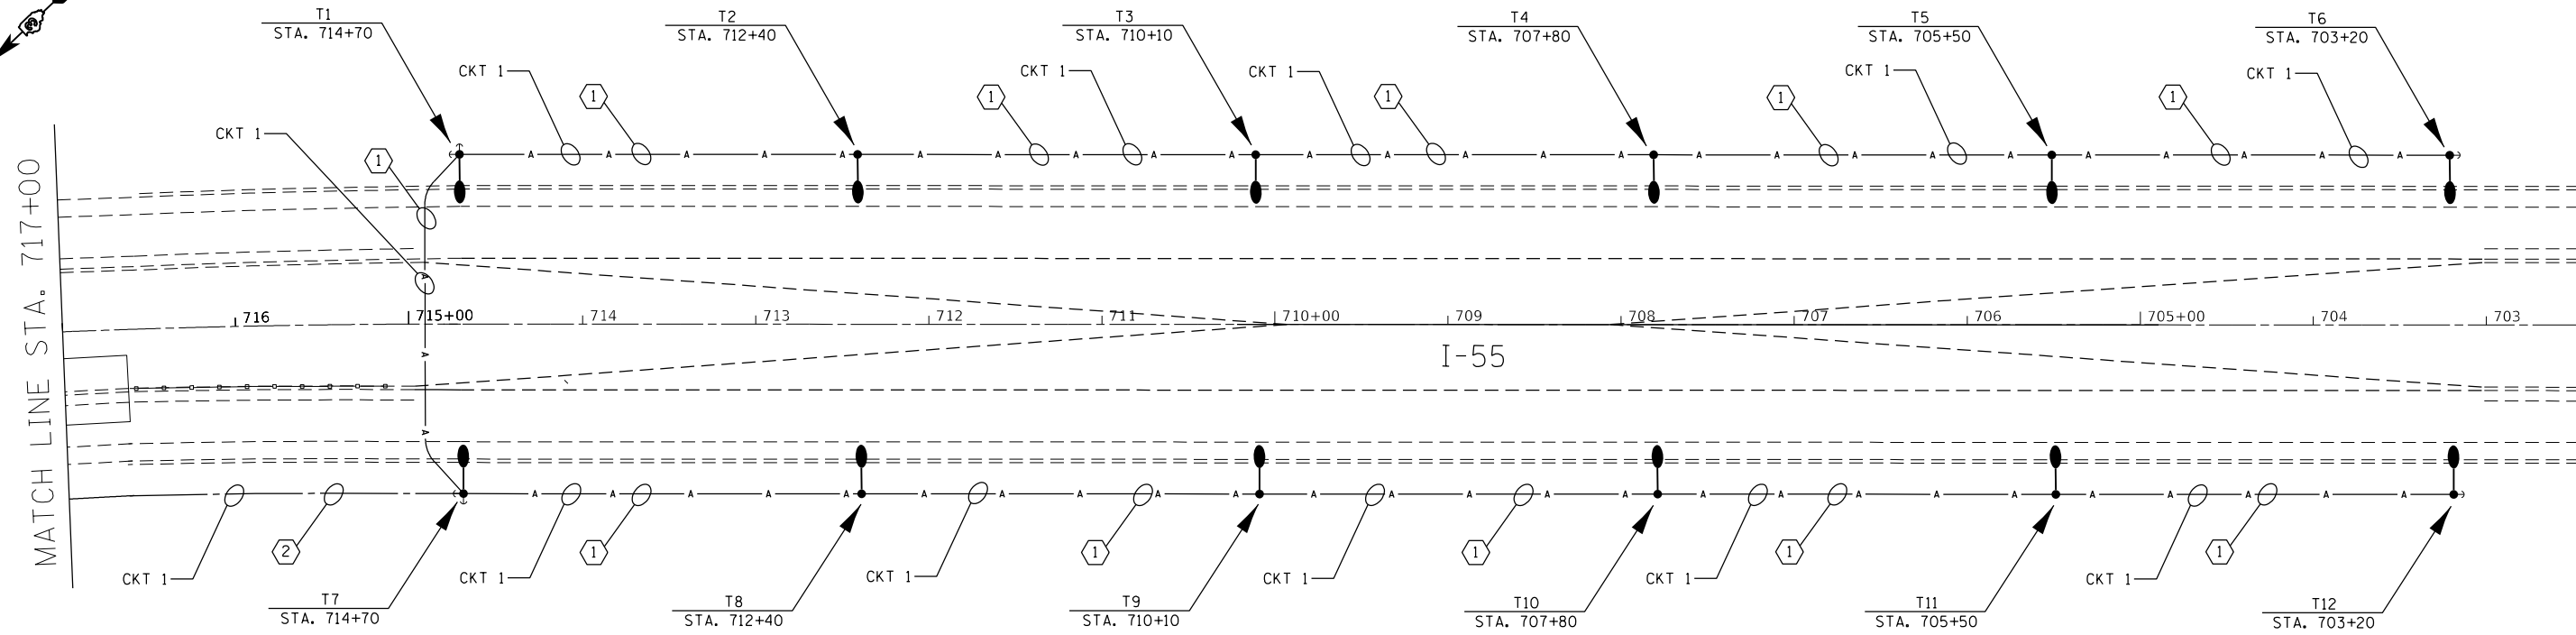 T1
STA. 714+70
T2
STA. 712+40
T3
STA. 710+10
T4
STA. 707+80
T5
STA. 705+50
T6
STA. 703+20
CKT 1
1
1
CKT 1
CKT 1
1
1
CKT 1
1
CKT 1
CKT 1
1
A A A A A A A A A A A A A A A A A A A A A A A A A
A
MATCH LINE STA. 717+00
716
715+00
714
713
712
711
710+00
709
708
707
706
705+00
704
703
I-55
A
A
A A A A A A A A A A A A A A A A A A A A A A A A A
CKT 1
2
CKT 1
1
CKT 1
1
CKT 1
1
CKT 1
1
CKT 1
1
T7
STA. 714+70
T8
STA. 712+40
T9
STA. 710+10
T10
STA. 707+80
T11
STA. 705+50
T12
STA. 703+20